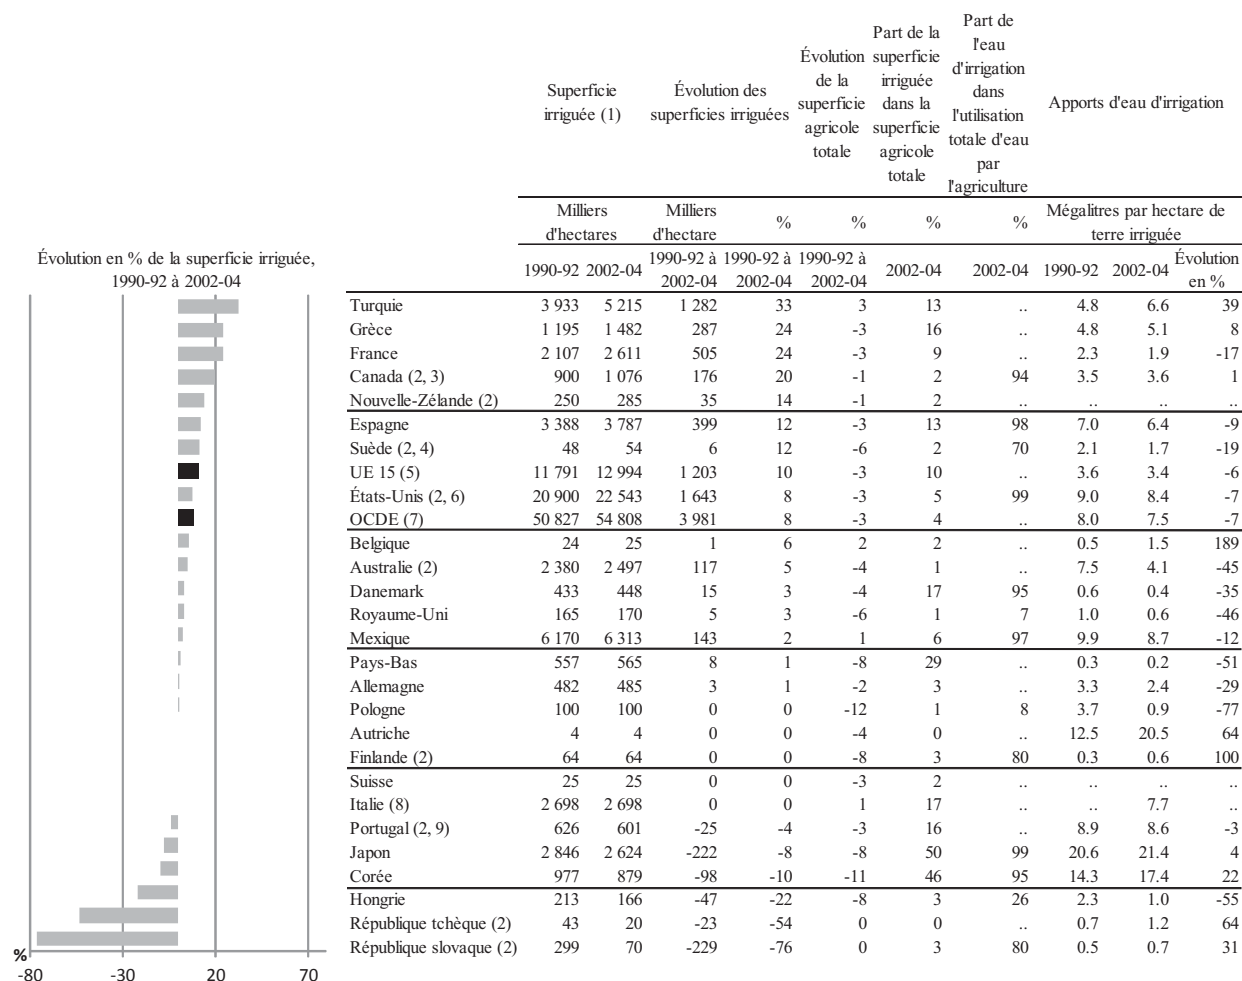 Superficie irriguée (1)
Évolution des superficies irriguées
Évolution de la superficie agricole totale
Part de la superficie irriguée dans la superficie agricole totale
Part de l'eau d'irrigation dans l'utilisation totale d'eau par l'agriculture
Apports d'eau d'irrigation
Milliers d'hectares
Milliers d'hectare
%
%
%
%
Mégalitres par hectare de terre irriguée
1990-92 2002-04 1990-92 à 2002-04 1990-92 à 2002-04 1990-92 à 2002-04 2002-04 2002-04 1990-92 2002-04 Évolution en %
Évolution en % de la superficie irriguée,
1990-92 à 2002-04
Turquie 3 933 5 215 1 282 33 3 13 .. 4.8 6.6 39
Grèce 1 195 1 482 287 24 -3 16 .. 4.8 5.1 8
France 2 107 2 611 505 24 -3 9 .. 2.3 1.9 -17
Canada (2, 3) 900 1 076 176 20 -1 2 94 3.5 3.6 1
Nouvelle-Zélande (2) 250 285 35 14 -1 2 .. .. .. ..
Espagne 3 388 3 787 399 12 -3 13 98 7.0 6.4 -9
Suède (2, 4) 48 54 6 12 -6 2 70 2.1 1.7 -19
UE 15 (5) 11 791 12 994 1 203 10 -3 10 .. 3.6 3.4 -6
États-Unis (2, 6) 20 900 22 543 1 643 8 -3 5 99 9.0 8.4 -7
OCDE (7) 50 827 54 808 3 981 8 -3 4 .. 8.0 7.5 -7
Belgique 24 25 1 6 2 2 .. 0.5 1.5 189
Australie (2) 2 380 2 497 117 5 -4 1 .. 7.5 4.1 -45
Danemark 433 448 15 3 -4 17 95 0.6 0.4 -35
Royaume-Uni 165 170 5 3 -6 1 7 1.0 0.6 -46
Mexique 6 170 6 313 143 2 1 6 97 9.9 8.7 -12
Pays-Bas 557 565 8 1 -8 29 .. 0.3 0.2 -51
Allemagne 482 485 3 1 -2 3 .. 3.3 2.4 -29
Pologne 100 100 0 0 -12 1 8 3.7 0.9 -77
Autriche 4 4 0 0 -4 0 .. 12.5 20.5 64
Finlande (2) 64 64 0 0 -8 3 80 0.3 0.6 100
Suisse 25 25 0 0 -3 2 .. .. .. ..
Italie (8) 2 698 2 698 0 0 1 17 .. .. 7.7 ..
Portugal (2, 9) 626 601 -25 -4 -3 16 .. 8.9 8.6 -3
Japon 2 846 2 624 -222 -8 -8 50 99 20.6 21.4 4
Corée 977 879 -98 -10 -11 46 95 14.3 17.4 22
Hongrie 213 166 -47 -22 -8 3 26 2.3 1.0 -55
République tchèque (2) 43 20 -23 -54 0 0 .. 0.7 1.2 64
République slovaque (2) 299 70 -229 -76 0 3 80 0.5 0.7 31
%
-80 -30 20 70